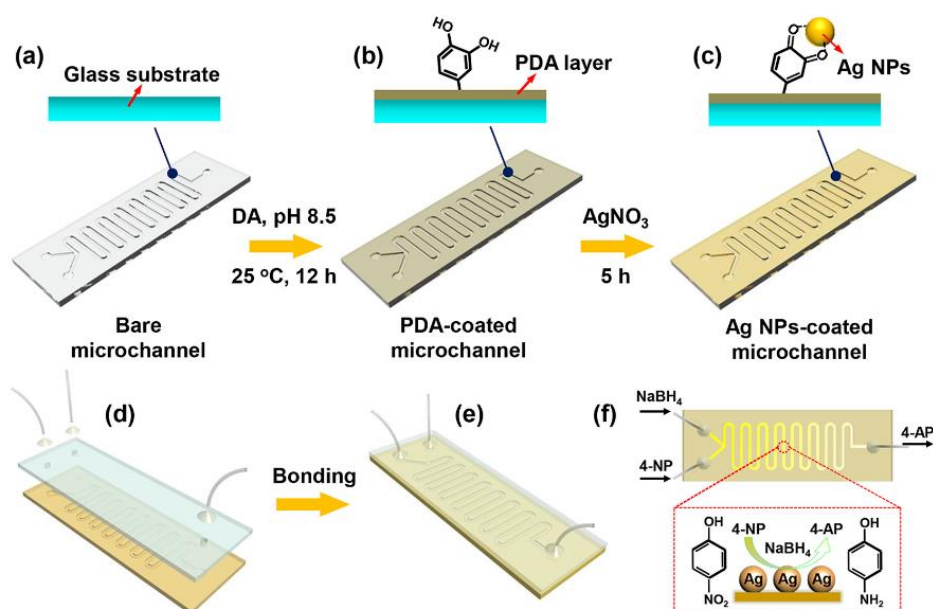 (a)
Glass substrate
(b)
HO
OH
PDA layer
(c)
O
O
Ag NPs
DA, pH 8.5
25 °C, 12 h
AgNO₃
5 h
Bare
microchannel
PDA-coated
microchannel
Ag NPs-coated
microchannel
(d)
Bonding
(e)
(f)
NaBH₄
4-NP
4-AP
OH
NO₂
4-NP
4-AP
NaBH₄
Ag
Ag
Ag
OH
NH₂